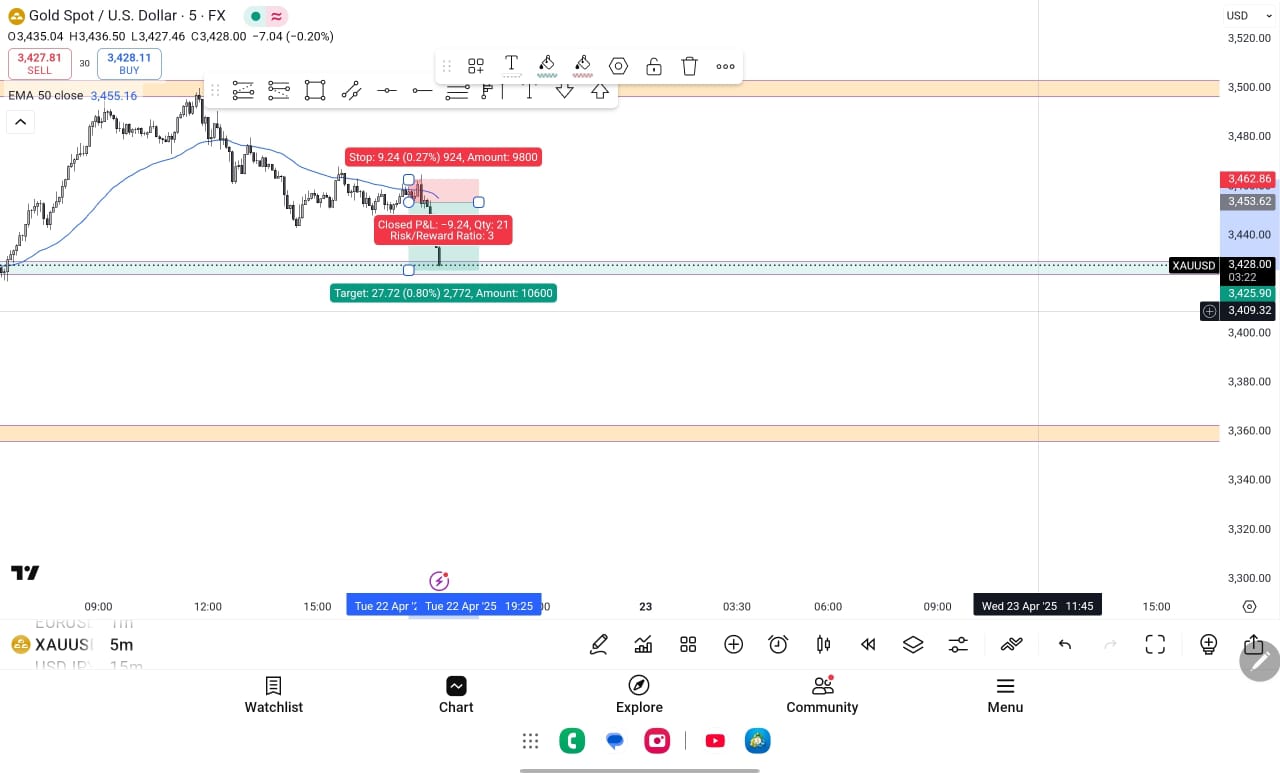 Gold Spot / U.S. Dollar · 5 · FX
USD
O3,435.04 H3,436.50 L3,427.46 C3,428.00 −7.04 (−0.20%)
3,427.81
SELL
30
3,428.11
BUY
EMA 50 close 3,455.16
T
Stop: 9.24 (0.27%) 924, Amount: 9800
Closed P&L: −9.24, Qty: 21
Risk/Reward Ratio: 3
Target: 27.72 (0.80%) 2,772, Amount: 10600
3,520.00
3,500.00
3,480.00
3,462.86
3,453.62
3,440.00
XAUUSD
3,428.00
03:22
3,425.90
3,409.32
3,400.00
3,380.00
3,360.00
3,340.00
3,320.00
3,300.00
09:00
12:00
15:00
Tue 22 Apr '2
Tue 22 Apr '25 19:25
:00
23
03:30
06:00
09:00
Wed 23 Apr '25 11:45
15:00
EURUS 1m
XAUUS 5m
USDJP 15m
Watchlist
Chart
Explore
Community
Menu